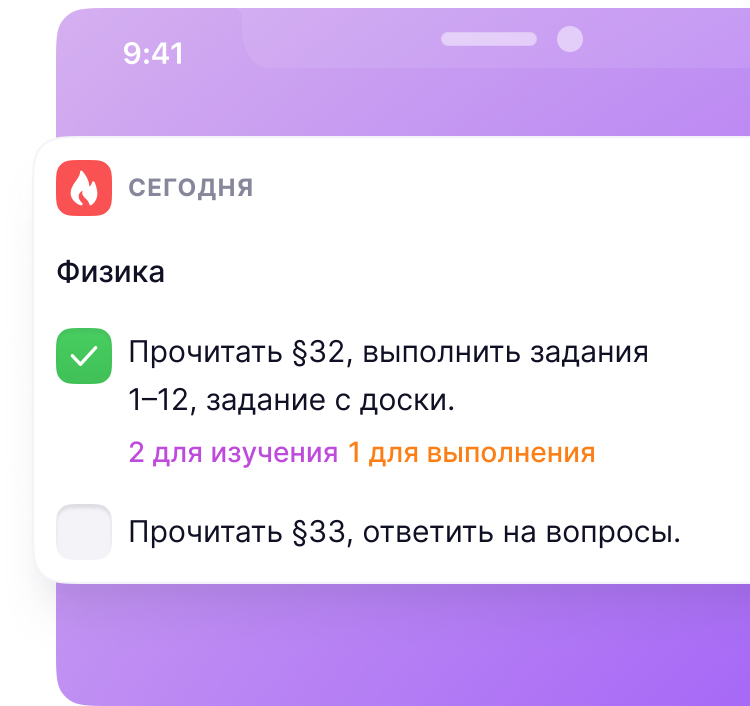 9:41
СЕГОДНЯ
Физика
Прочитать §32, выполнить задания
1–12, задание с доски.
2 для изучения 1 для выполнения
Прочитать §33, ответить на вопросы.